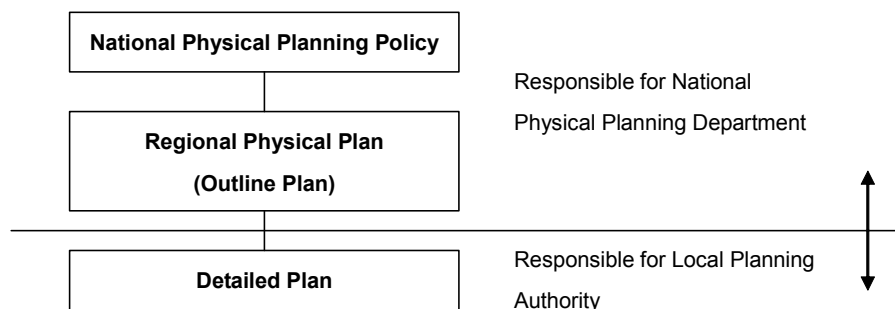 National Physical Planning Policy
Responsible for National
Physical Planning Department
Regional Physical Plan
(Outline Plan)
Detailed Plan
Responsible for Local Planning
Authority